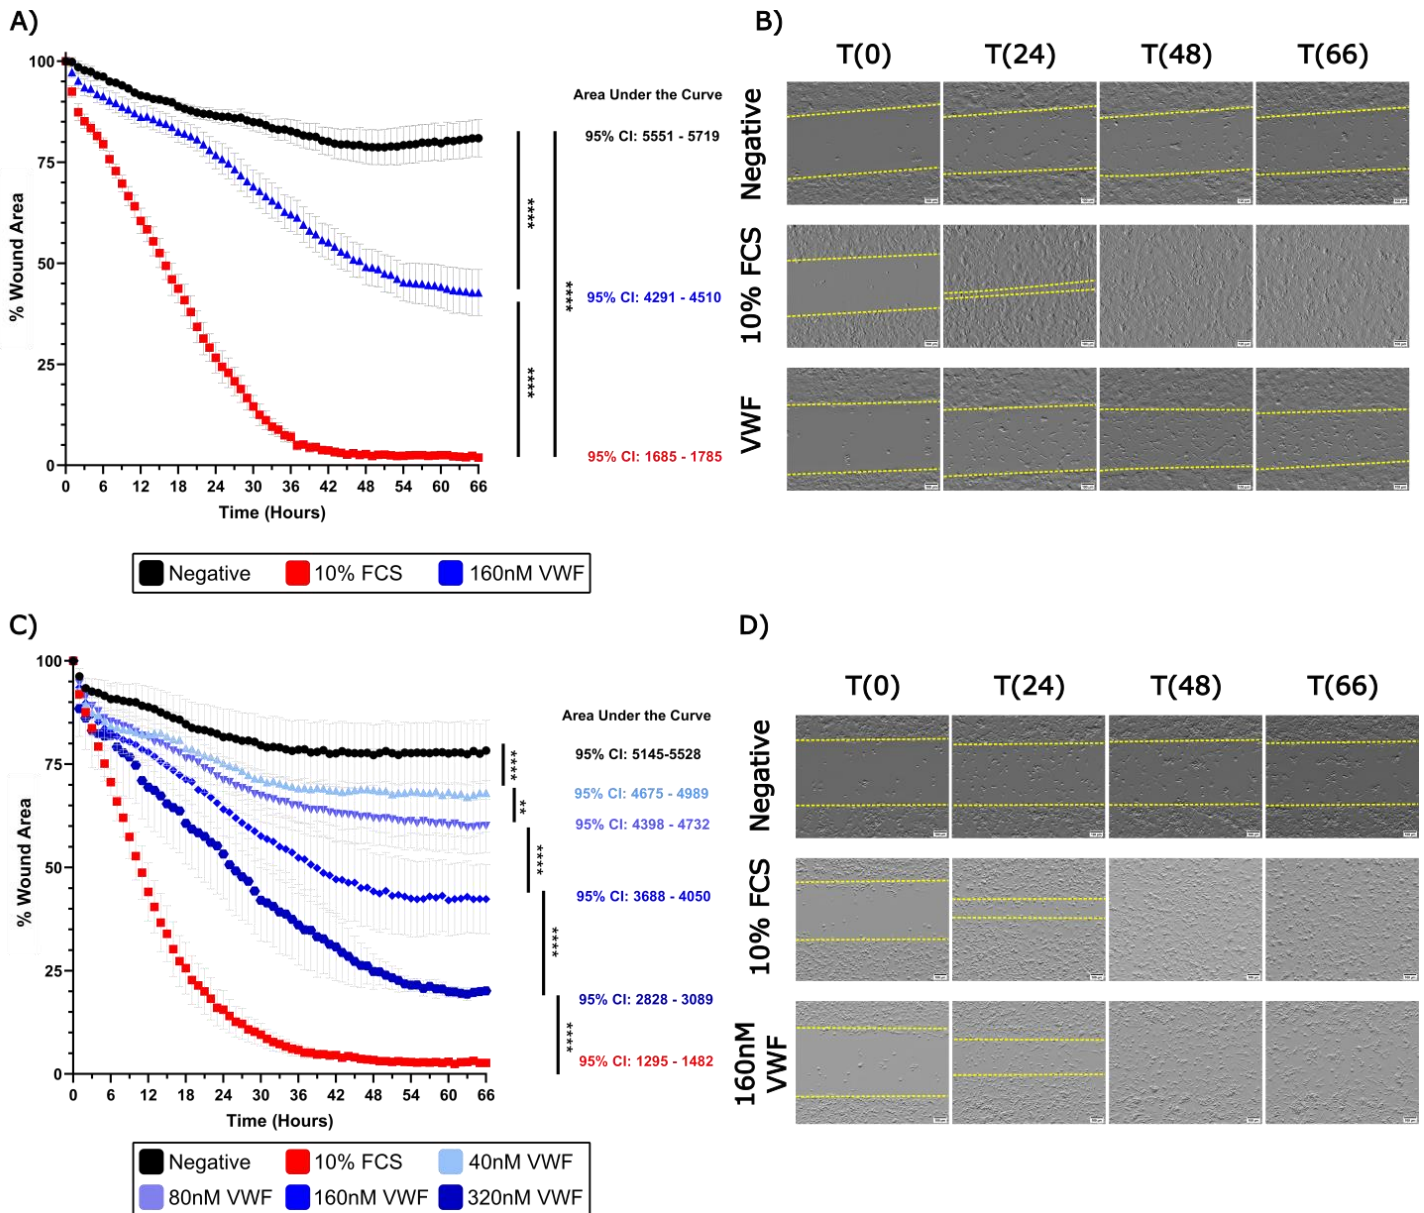 A)
100
75
50
25
0
% Wound Area
0 6 12 18 24 30 36 42 48 54 60 66
Time (Hours)
Area Under the Curve
95% CI: 5551 - 5719
95% CI: 4291 - 4510
95% CI: 1685 - 1785
****
****
****
Negative 10% FCS 160nM VWF
B)
T(0) T(24) T(48) T(66)
Negative
10% FCS
VWF
C)
100
75
50
25
0
% Wound Area
0 6 12 18 24 30 36 42 48 54 60 66
Time (Hours)
Area Under the Curve
95% CI: 5145-5528
95% CI: 4675 - 4989
95% CI: 4398 - 4732
95% CI: 3688 - 4050
95% CI: 2828 - 3089
95% CI: 1295 - 1482
****
**
****
****
****
Negative 10% FCS 40nM VWF
80nM VWF 160nM VWF 320nM VWF
D)
T(0) T(24) T(48) T(66)
Negative
10% FCS
160nM
VWF